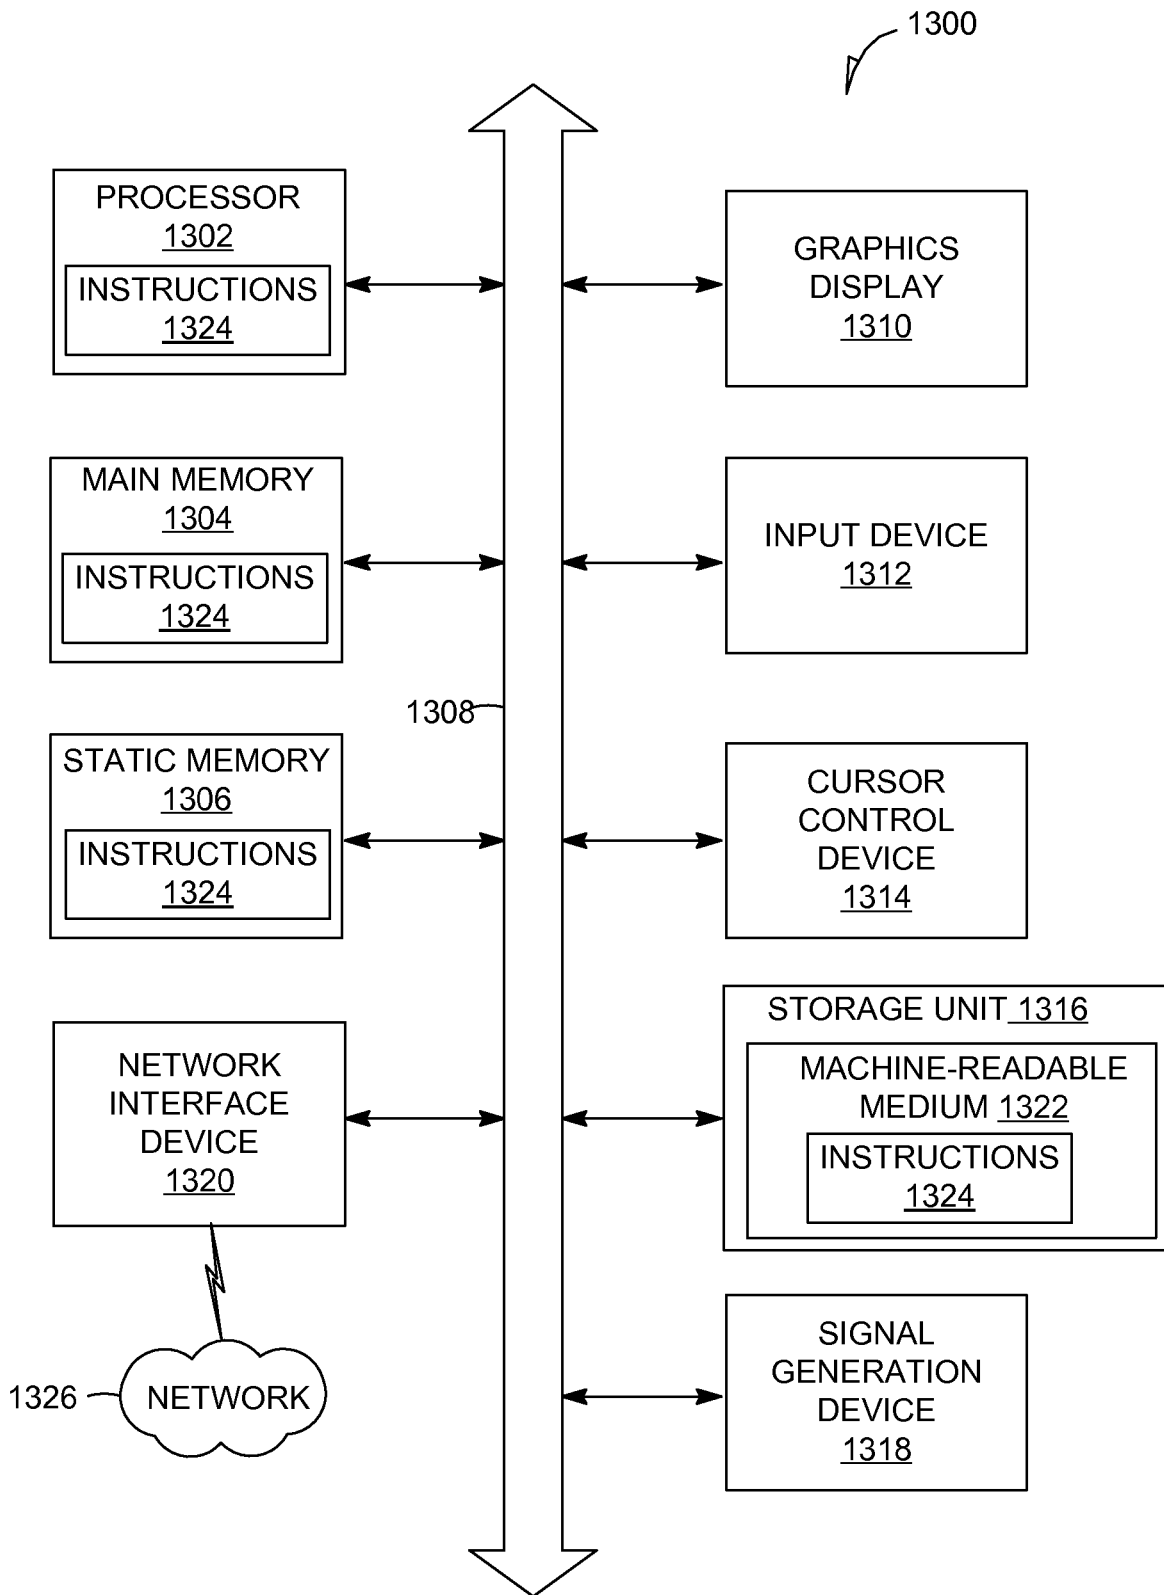 1300
PROCESSOR
1302
INSTRUCTIONS
1324
GRAPHICS
DISPLAY
1310
MAIN MEMORY
1304
INSTRUCTIONS
1324
INPUT DEVICE
1312
1308
STATIC MEMORY
1306
INSTRUCTIONS
1324
CURSOR
CONTROL
DEVICE
1314
NETWORK
INTERFACE
DEVICE
1320
STORAGE UNIT 1316
MACHINE-READABLE
MEDIUM 1322
INSTRUCTIONS
1324
1326
NETWORK
SIGNAL
GENERATION
DEVICE
1318